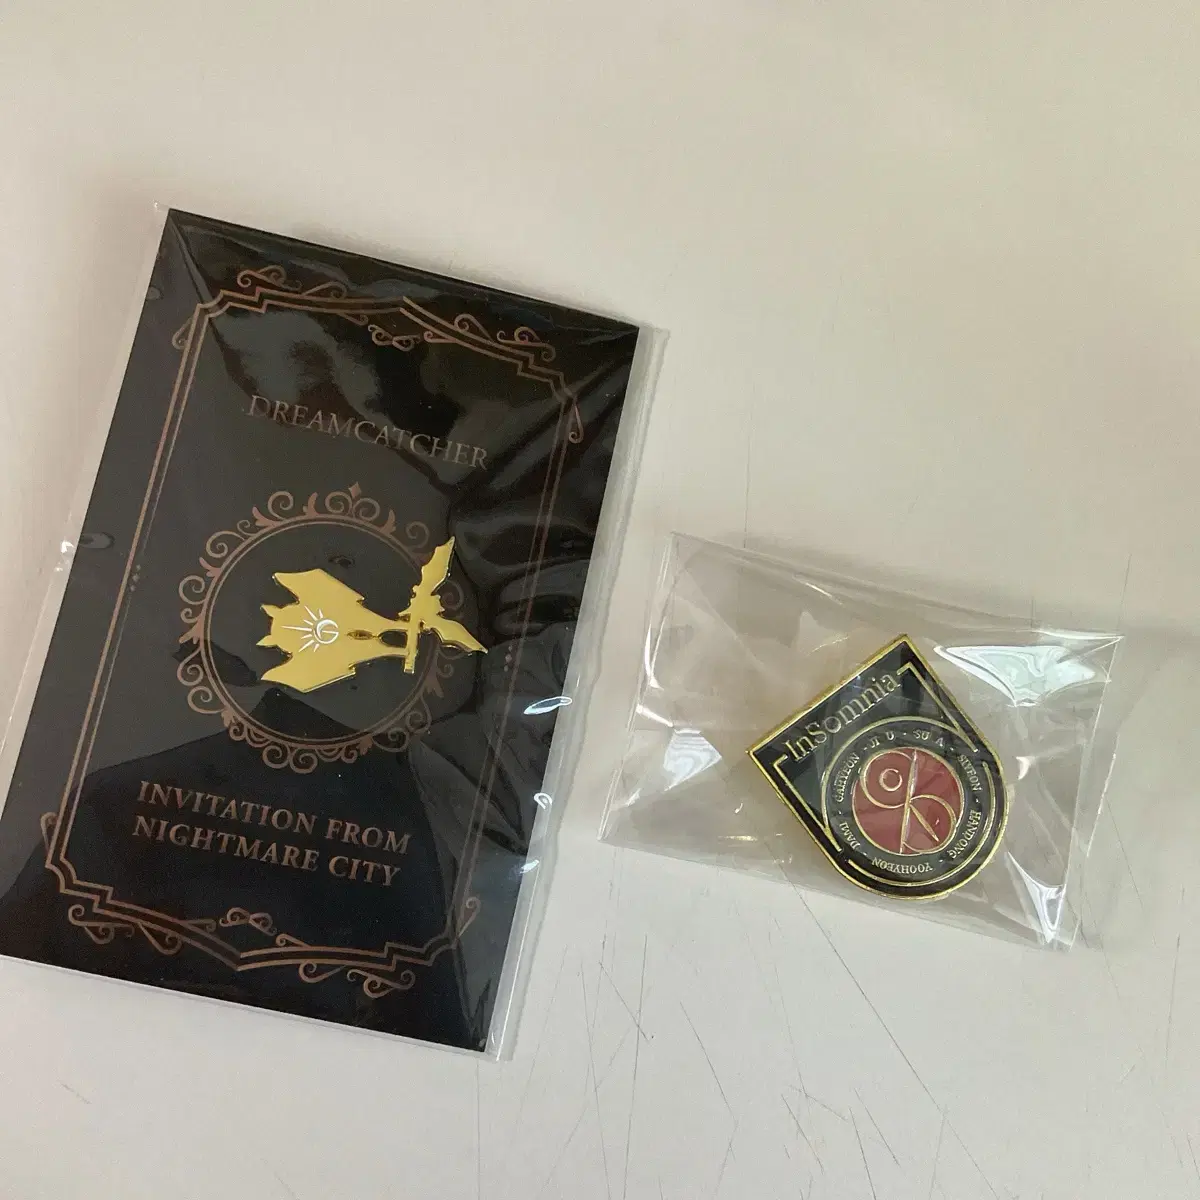 DREAMCATCHER
INVITATION FROM
NIGHTMARE CITY
InSomnia
JI U · SU A · SIYEON · HANDONG · YOOHYEON · DAMI · GAHYEON